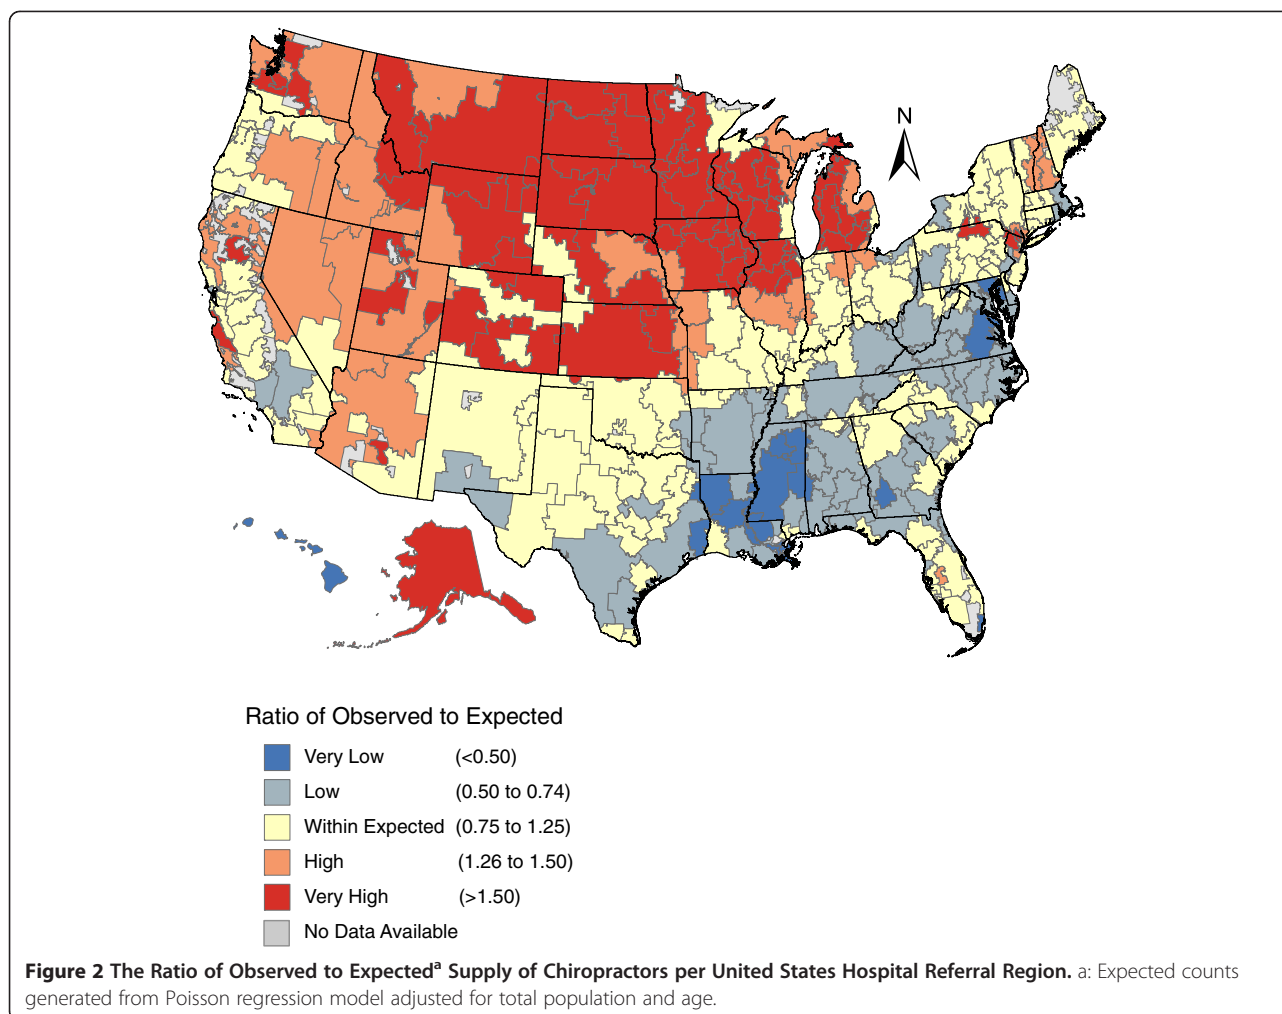 N
Ratio of Observed to Expected
Very Low (<0.50)
Low (0.50 to 0.74)
Within Expected (0.75 to 1.25)
High (1.26 to 1.50)
Very High (>1.50)
No Data Available
Figure 2 The Ratio of Observed to Expectedᵃ Supply of Chiropractors per United States Hospital Referral Region. a: Expected counts
generated from Poisson regression model adjusted for total population and age.